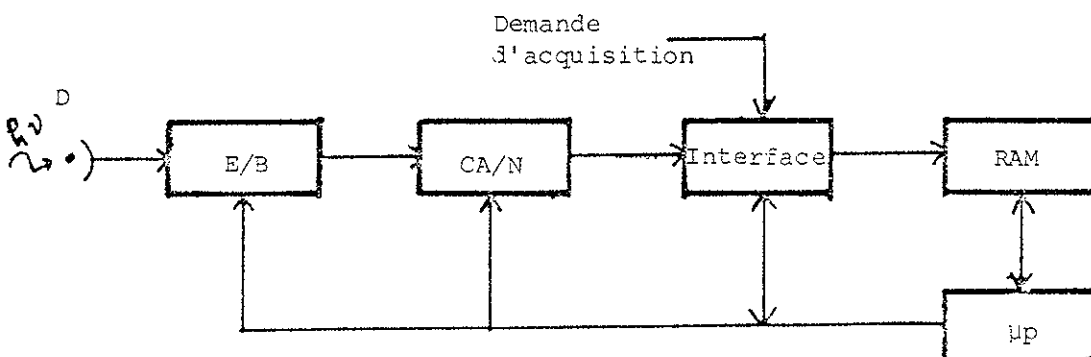 Demande
d'acquisition
D
hν
E/B
CA/N
Interface
RAM
µp